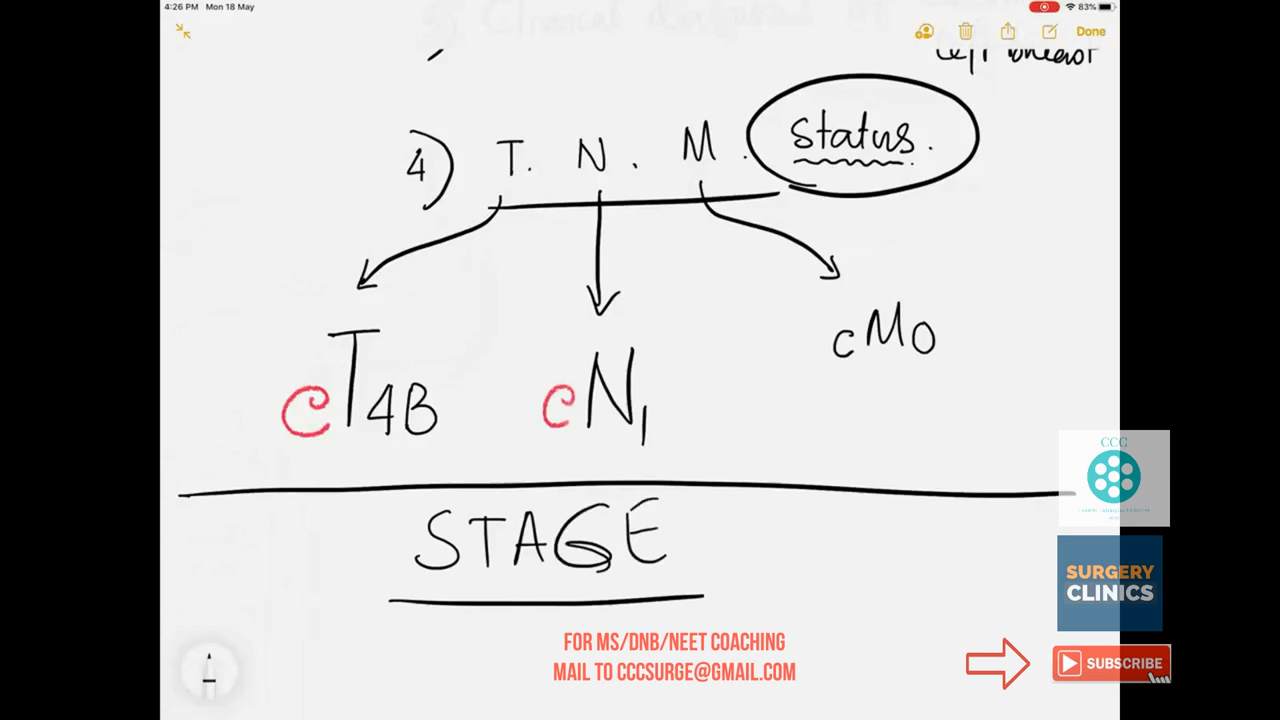 4:26 PM Mon 18 May 83%
Done
4) T. N. M. Status.
cM0
cT4B cN1
CCC
STAGE
SURGERY
CLINICS
FOR MS/DNB/NEET COACHING
MAIL TO CCCSURGE@GMAIL.COM
SUBSCRIBE